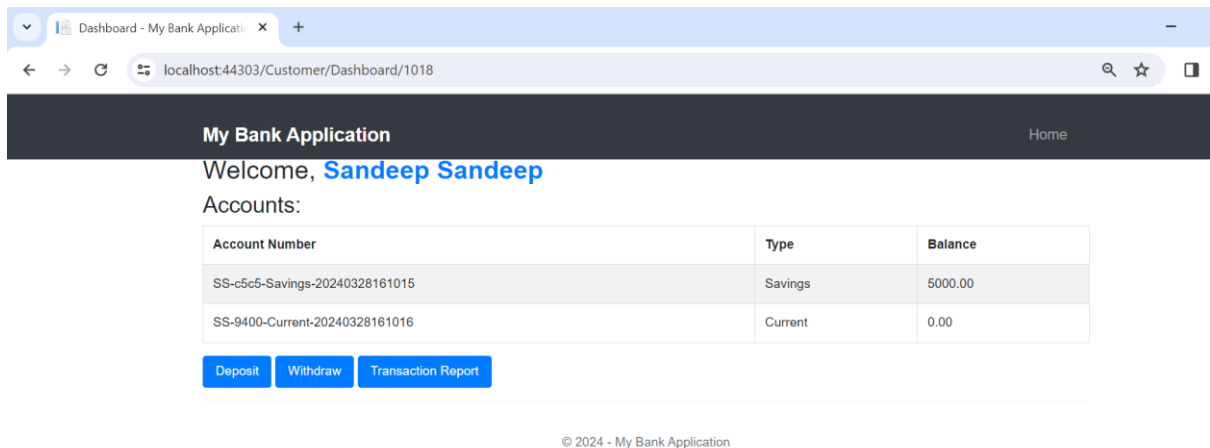 Dashboard - My Bank Applicatio
localhost:44303/Customer/Dashboard/1018
My Bank Application Home
Welcome, Sandeep Sandeep
Accounts:
Account Number Type Balance
SS-c5c5-Savings-20240328161015 Savings 5000.00
SS-9400-Current-20240328161016 Current 0.00
Deposit Withdraw Transaction Report
© 2024 - My Bank Application